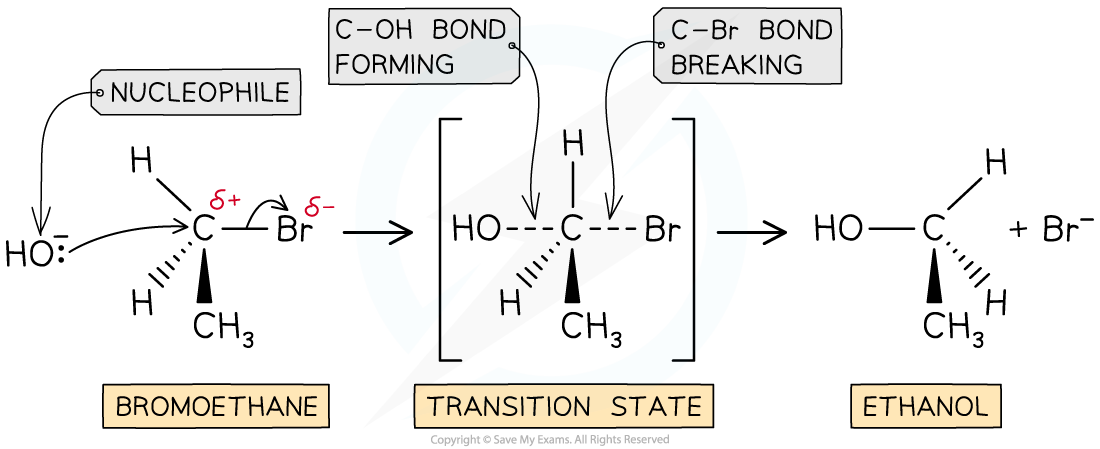 C–OH BOND
FORMING
C–Br BOND
BREAKING
NUCLEOPHILE
H
δ+
δ−
HO⁻:
C
Br
H
CH₃
H
HO
C
Br
H
CH₃
H
HO
C
+ Br⁻
H
CH₃
BROMOETHANE
TRANSITION STATE
ETHANOL
Copyright © Save My Exams. All Rights Reserved